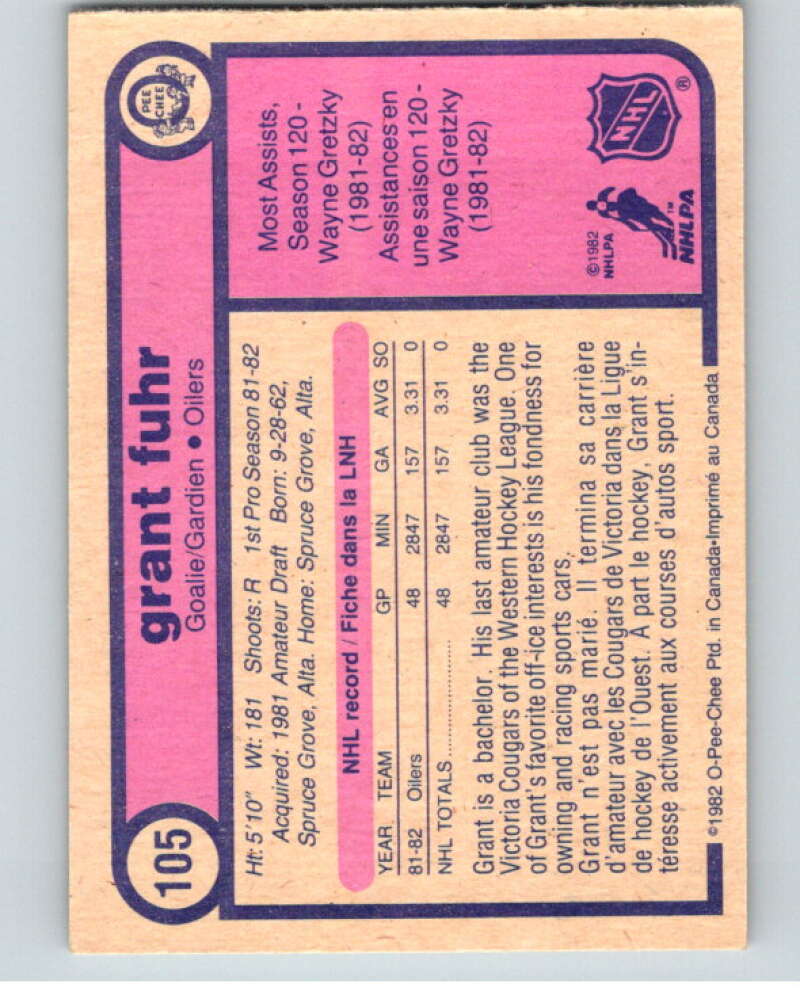 105
grant fuhr
Goalie/Gardien • Oilers
O
PEE
CHEE
Ht: 5'10" Wt: 181 Shoots: R 1st Pro Season 81-82
Acquired: 1981 Amateur Draft Born: 9-28-62,
Spruce Grove, Alta. Home: Spruce Grove, Alta.
NHL record / Fiche dans la LNH
YEAR TEAM GP MIN GA AVG SO
81-82 Oilers 48 2847 157 3.31 0
NHL TOTALS.................... 48 2847 157 3.31 0
Grant is a bachelor. His last amateur club was the
Victoria Cougars of the Western Hockey League. One
of Grant's favorite off-ice interests is his fondness for
owning and racing sports cars.
Grant n'est pas marié. Il termina sa carrière
d'amateur avec les Cougars de Victoria dans la Ligue
de hockey de l'Ouest. A part le hockey, Grant s'in-
téresse activement aux courses d'autos sport.
©1982 O-Pee-Chee Ptd. in Canada•Imprimé au Canada
Most Assists,
Season 120 -
Wayne Gretzky
(1981-82)
Assistances en
une saison 120 -
Wayne Gretzky
(1981-82)
©1982
NHLPA
TM
NHLPA
NHL
®